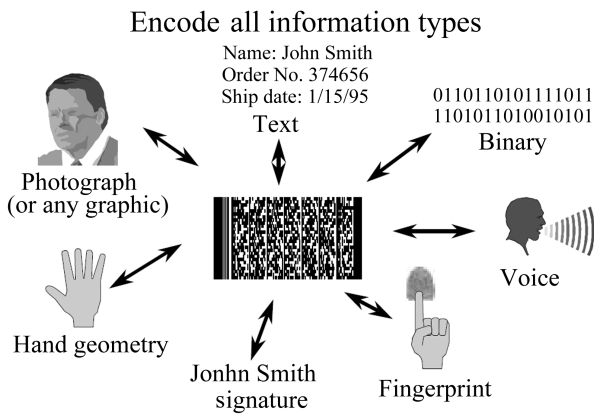 Encode all information types
Name: John Smith
Order No. 374656
Ship date: 1/15/95
Text
0110110101111011
1101011010010101
Binary
Photograph
(or any graphic)
Voice
Hand geometry
Jonhn Smith
signature
Fingerprint